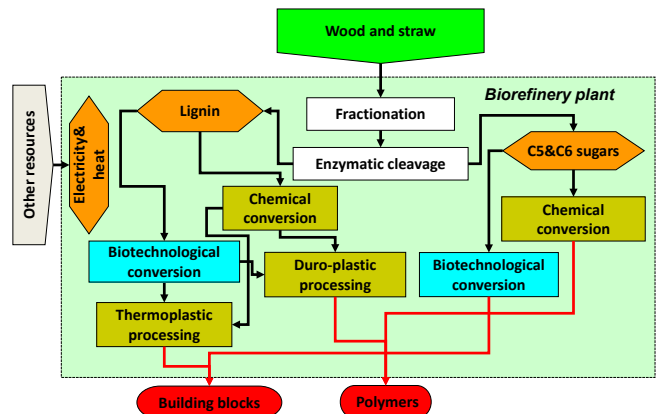 Wood and straw
Biorefinery plant
Fractionation
Lignin
Enzymatic cleavage
C5&C6 sugars
Other resources
Electricity&
heat
Chemical
conversion
Chemical
conversion
Biotechnological
conversion
Duro-plastic
processing
Biotechnological
conversion
Thermoplastic
processing
Building blocks
Polymers